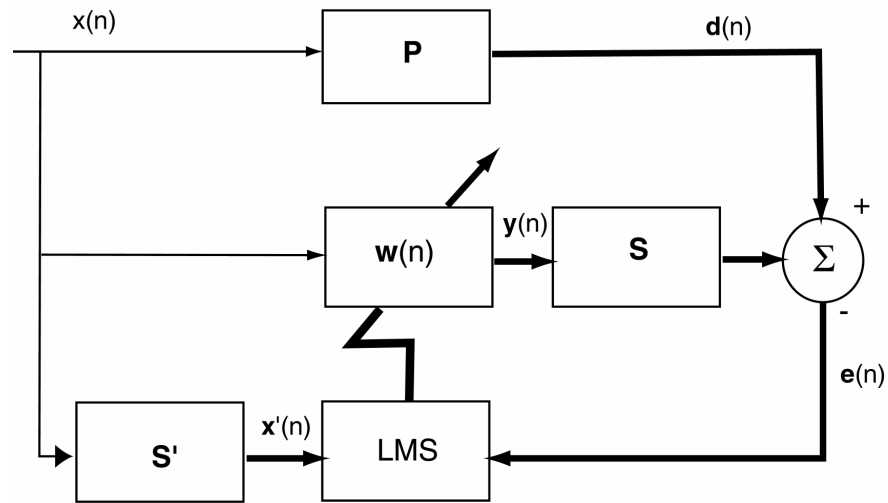 x(n)
P
d(n)
w(n)
y(n)
S
+
Σ
-
e(n)
S'
x'(n)
LMS